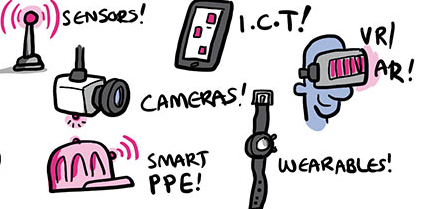 SENSORS!
I.C.T!
VR/
AR!
CAMERAS!
SMART
PPE!
WEARABLES!